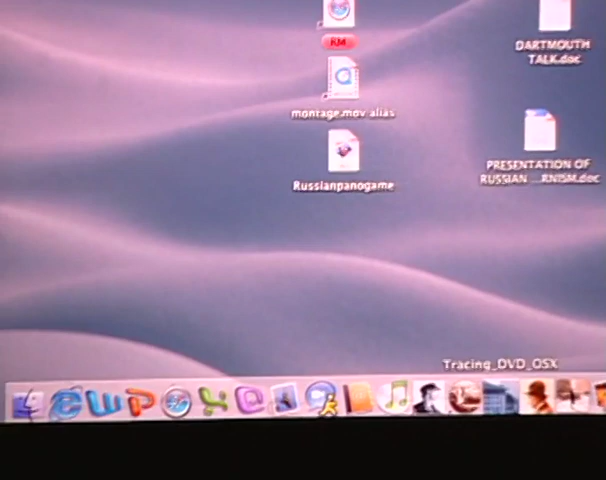 RM
DARTMOUTH
TALK.doc
montage.mov alias
PRESENTATION OF
RUSSIAN ...RNISM.doc
Russianpanogame
Tracing_DVD_OSX